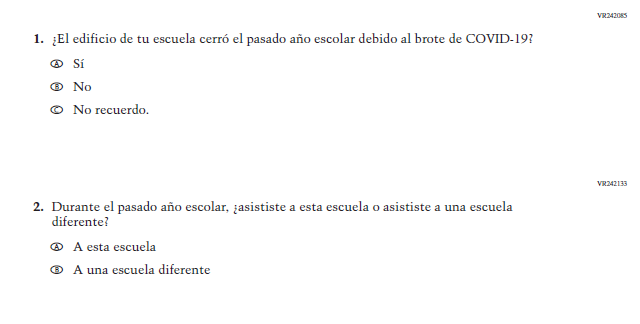 VR242085
1. ¿El edificio de tu escuela cerró el pasado año escolar debido al brote de COVID-19?
Ⓐ Sí
Ⓑ No
Ⓒ No recuerdo.
VR242133
2. Durante el pasado año escolar, ¿asististe a esta escuela o asististe a una escuela
diferente?
Ⓐ A esta escuela
Ⓑ A una escuela diferente